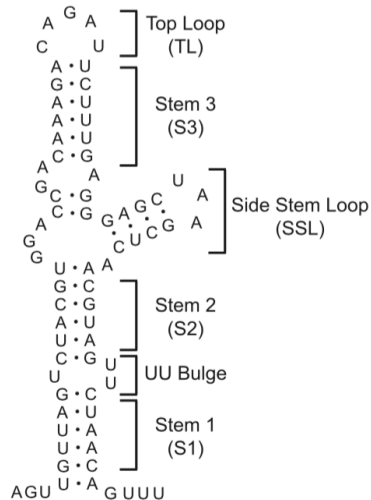 A G A
C U
Top Loop
(TL)
A • U
G • C
A • U
A • U
A • U
C • G
Stem 3
(S3)
A A
G
C • G
C • G
G A G C U A
C U C G A
Side Stem Loop
(SSL)
A
G
G
A
U • A
G • C
C • G
A • U
U • A
C • G
Stem 2
(S2)
U
U
U
UU Bulge
G • C
A • U
U • A
U • A
G • C
U • A
Stem 1
(S1)
AGU
GUUU